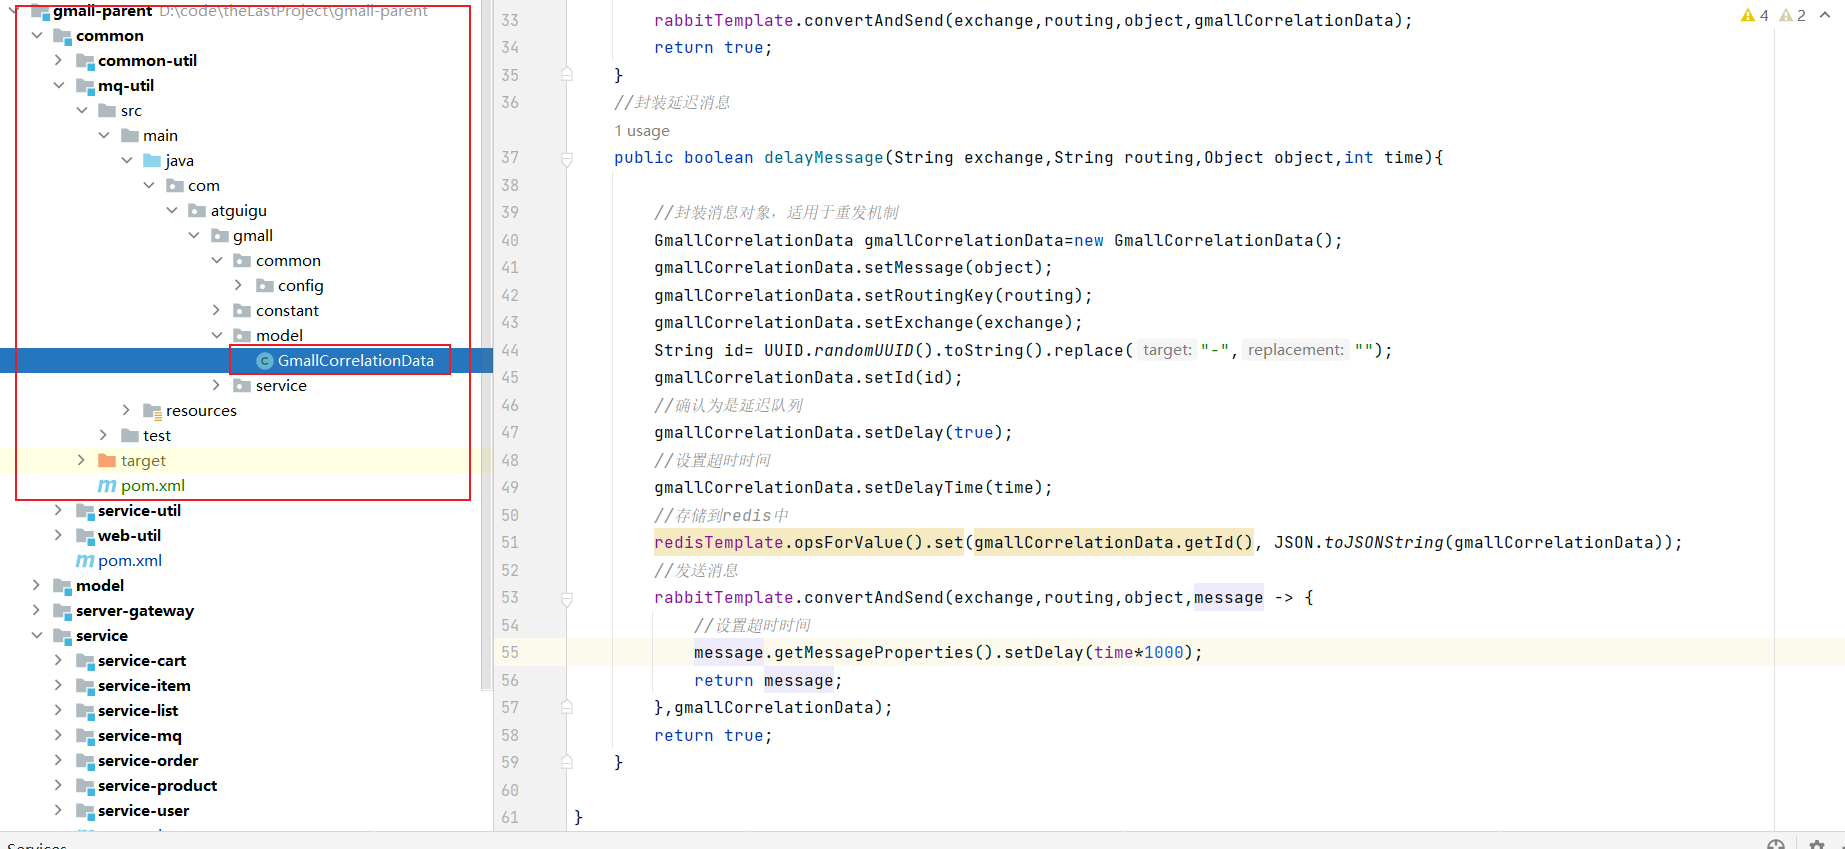 gmall-parent D:\code\theLastProject\gmall-parent
common
common-util
mq-util
src
main
java
com
atguigu
gmall
common
config
constant
model
GmallCorrelationData
service
resources
test
target
pom.xml
service-util
web-util
pom.xml
model
server-gateway
service
service-cart
service-item
service-list
service-mq
service-order
service-product
service-user
4 2
33 rabbitTemplate.convertAndSend(exchange,routing,object,gmallCorrelationData);
34 return true;
35 }
36 //封装延迟消息
1 usage
37 public boolean delayMessage(String exchange,String routing,Object object,int time){
38
39 //封装消息对象，适用于重发机制
40 GmallCorrelationData gmallCorrelationData=new GmallCorrelationData();
41 gmallCorrelationData.setMessage(object);
42 gmallCorrelationData.setRoutingKey(routing);
43 gmallCorrelationData.setExchange(exchange);
44 String id= UUID.randomUUID().toString().replace( target: "-", replacement: "");
45 gmallCorrelationData.setId(id);
46 //确认为是延迟队列
47 gmallCorrelationData.setDelay(true);
48 //设置超时时间
49 gmallCorrelationData.setDelayTime(time);
50 //存储到redis中
51 redisTemplate.opsForValue().set(gmallCorrelationData.getId(), JSON.toJSONString(gmallCorrelationData));
52 //发送消息
53 rabbitTemplate.convertAndSend(exchange,routing,object,message -> {
54 //设置超时时间
55 message.getMessageProperties().setDelay(time*1000);
56 return message;
57 },gmallCorrelationData);
58 return true;
59 }
60
61 }
Services